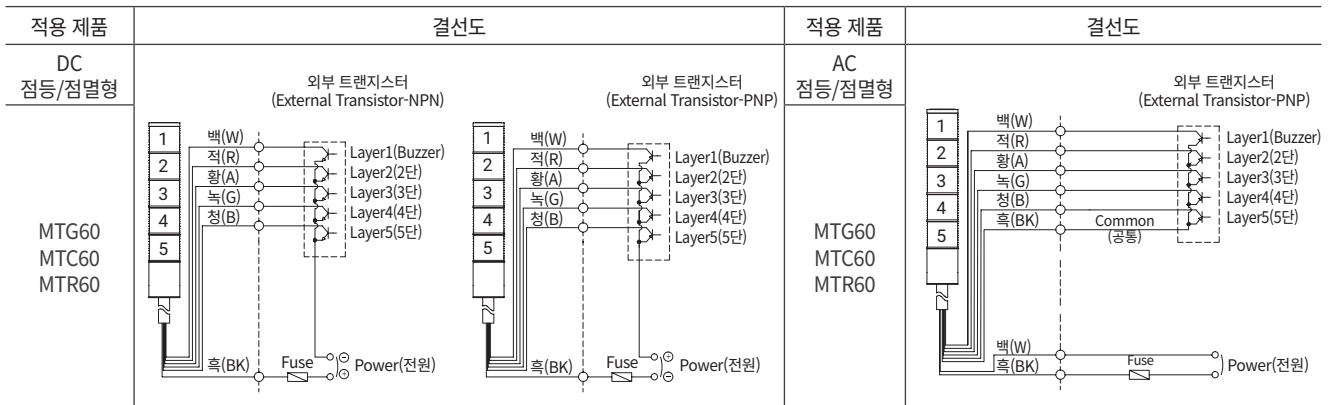 적용 제품
결선도
적용 제품
결선도
DC
점등/점멸형
MTG60
MTC60
MTR60
외부 트랜지스터
(External Transistor-NPN)
1
2
3
4
5
백(W)
적(R)
황(A)
녹(G)
청(B)
Layer1(Buzzer)
Layer2(2단)
Layer3(3단)
Layer4(4단)
Layer5(5단)
흑(BK)
Fuse
⊖
⊕
Power(전원)
외부 트랜지스터
(External Transistor-PNP)
1
2
3
4
5
백(W)
적(R)
황(A)
녹(G)
청(B)
Layer1(Buzzer)
Layer2(2단)
Layer3(3단)
Layer4(4단)
Layer5(5단)
흑(BK)
Fuse
⊕
⊖
Power(전원)
AC
점등/점멸형
MTG60
MTC60
MTR60
외부 트랜지스터
(External Transistor-PNP)
1
2
3
4
5
백(W)
적(R)
황(A)
녹(G)
청(B)
흑(BK)
Common
(공통)
Layer1(Buzzer)
Layer2(2단)
Layer3(3단)
Layer4(4단)
Layer5(5단)
백(W)
흑(BK)
Fuse
Power(전원)